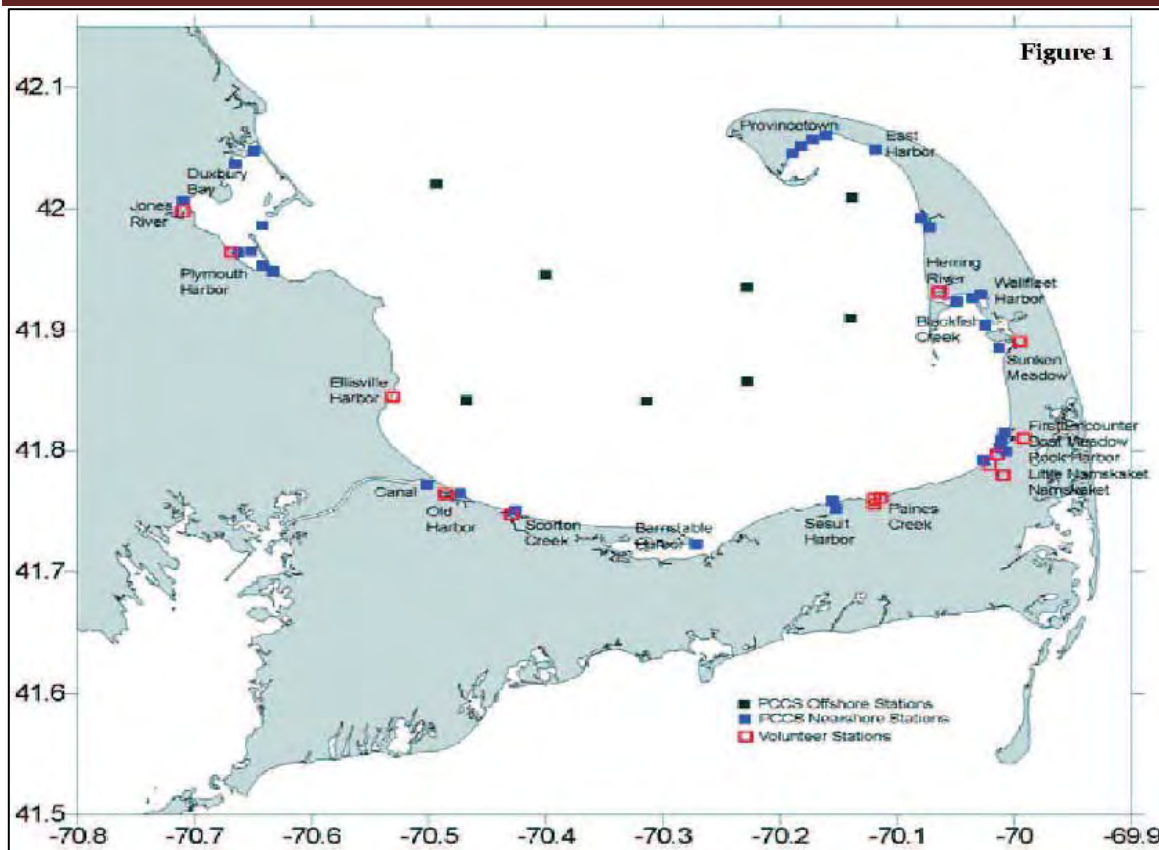 Figure 1
42.1
42
41.9
41.8
41.7
41.6
41.5
-70.8
-70.7
-70.6
-70.5
-70.4
-70.3
-70.2
-70.1
-70
-69.9
Provincetown
East
Harbor
Duxbury
Bay
Jones
River
Plymouth
Harbor
Herring
River
Wellfleet
Harbor
Blackfish
Creek
Sunken
Meadow
Ellisville
Harbor
First Encounter
Boat Meadow
Rock Harbor
Little Namskaket
Namskaket
Canal
Old
Harbor
Scorton
Creek
Barnstable
Sesuit
Harbor
Paines
Creek
PCCS Offshore Stations
PCCS Nearshore Stations
Volunteer Stations